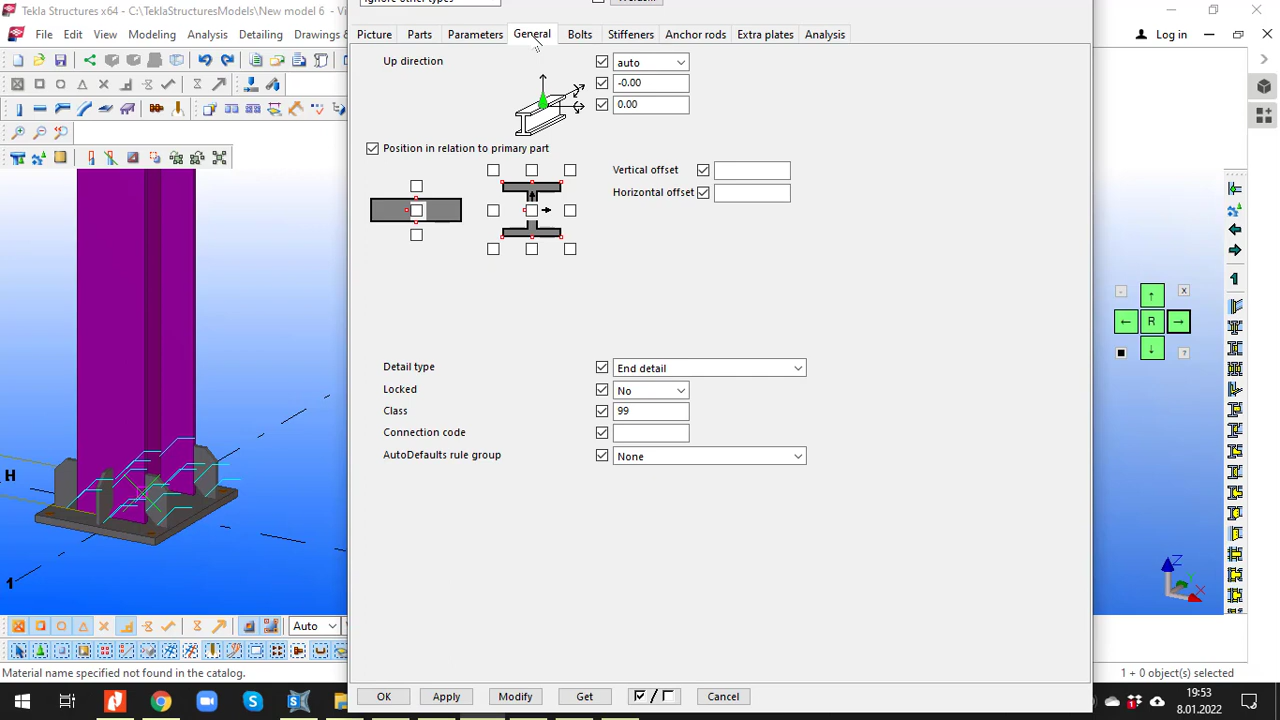 Tekla Structures x64 - C:\TeklaStructuresModels\New model 6 -
File Edit View Modeling Analysis Detailing
Log in
Picture Parts Parameters General Bolts Stiffeners Anchor rods Extra plates Analysis
Up direction auto
-0.00
0.00
Position in relation to primary part
Vertical offset
Horizontal offset
Detail type End detail
Locked No
Class 99
Connection code
AutoDefaults rule group None
R
x
?
H
1
Z
Auto
Material name specified not found in the catalog.
1 + 0 object(s) selected
OK Apply Modify Get / Cancel
19:53
8.01.2022